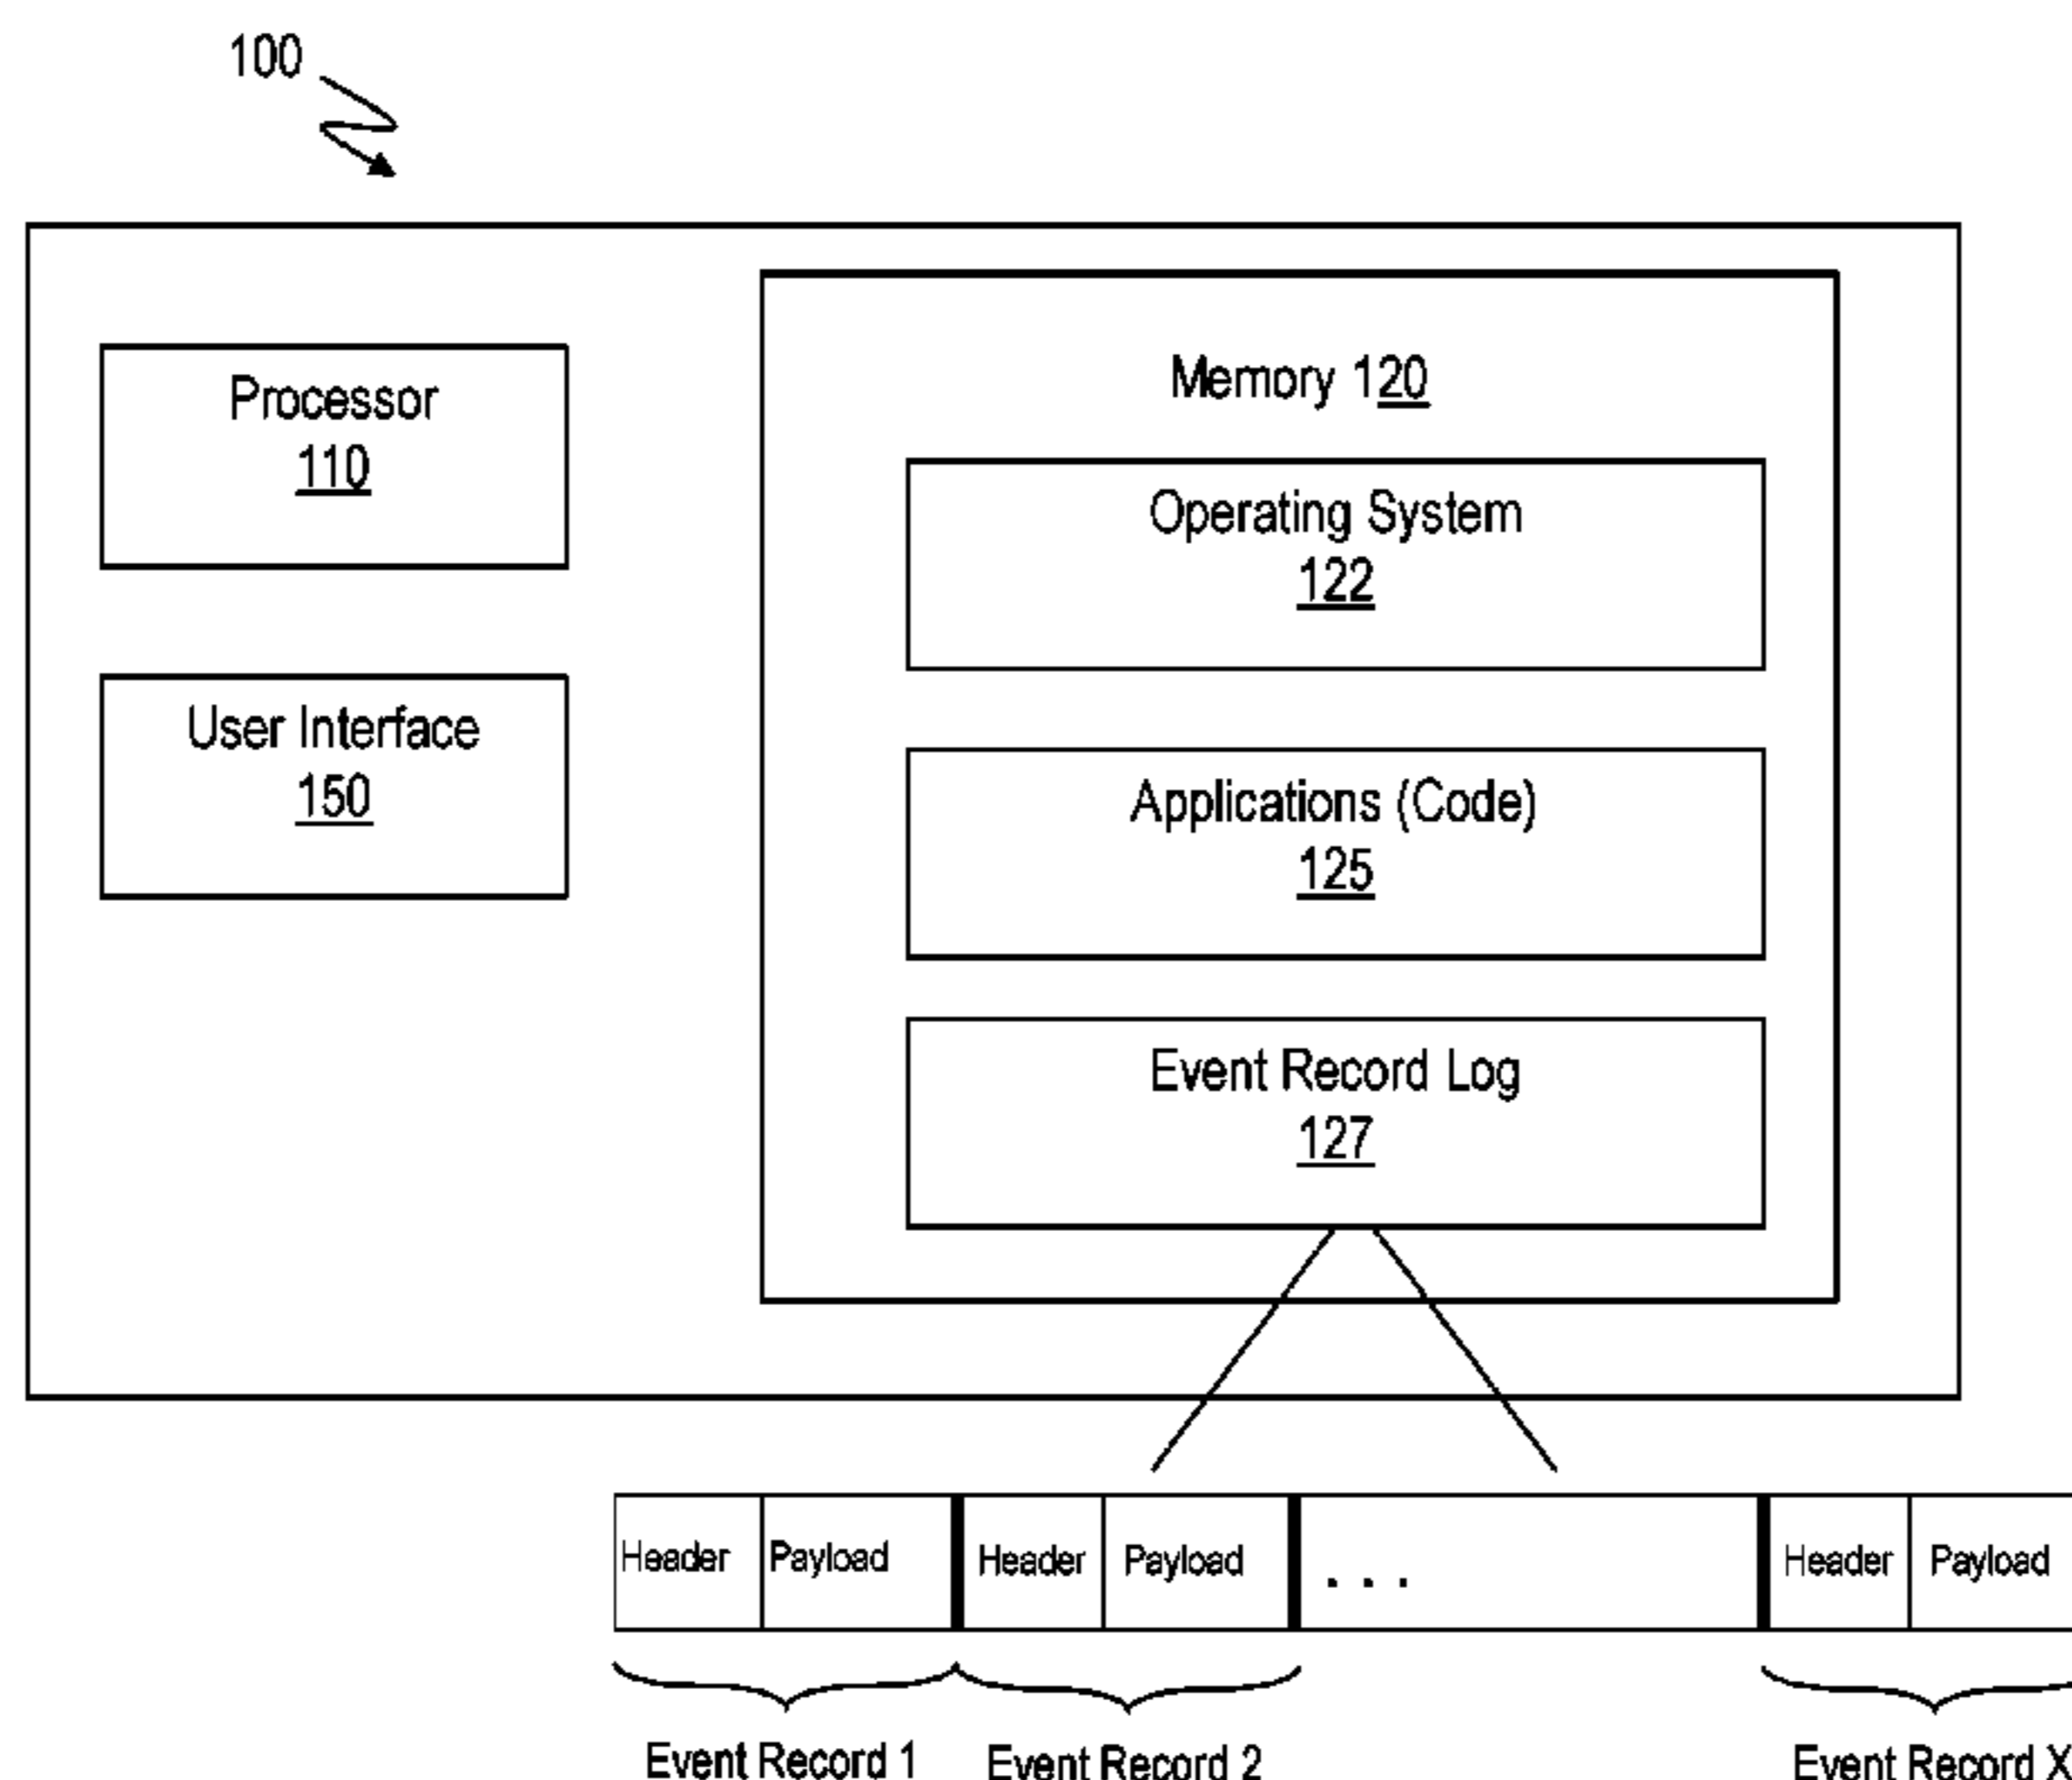 100
Processor
110
User Interface
150
Memory 120
Operating System
122
Applications (Code)
125
Event Record Log
127
Header Payload Header Payload . . . Header Payload
Event Record 1 Event Record 2 Event Record X